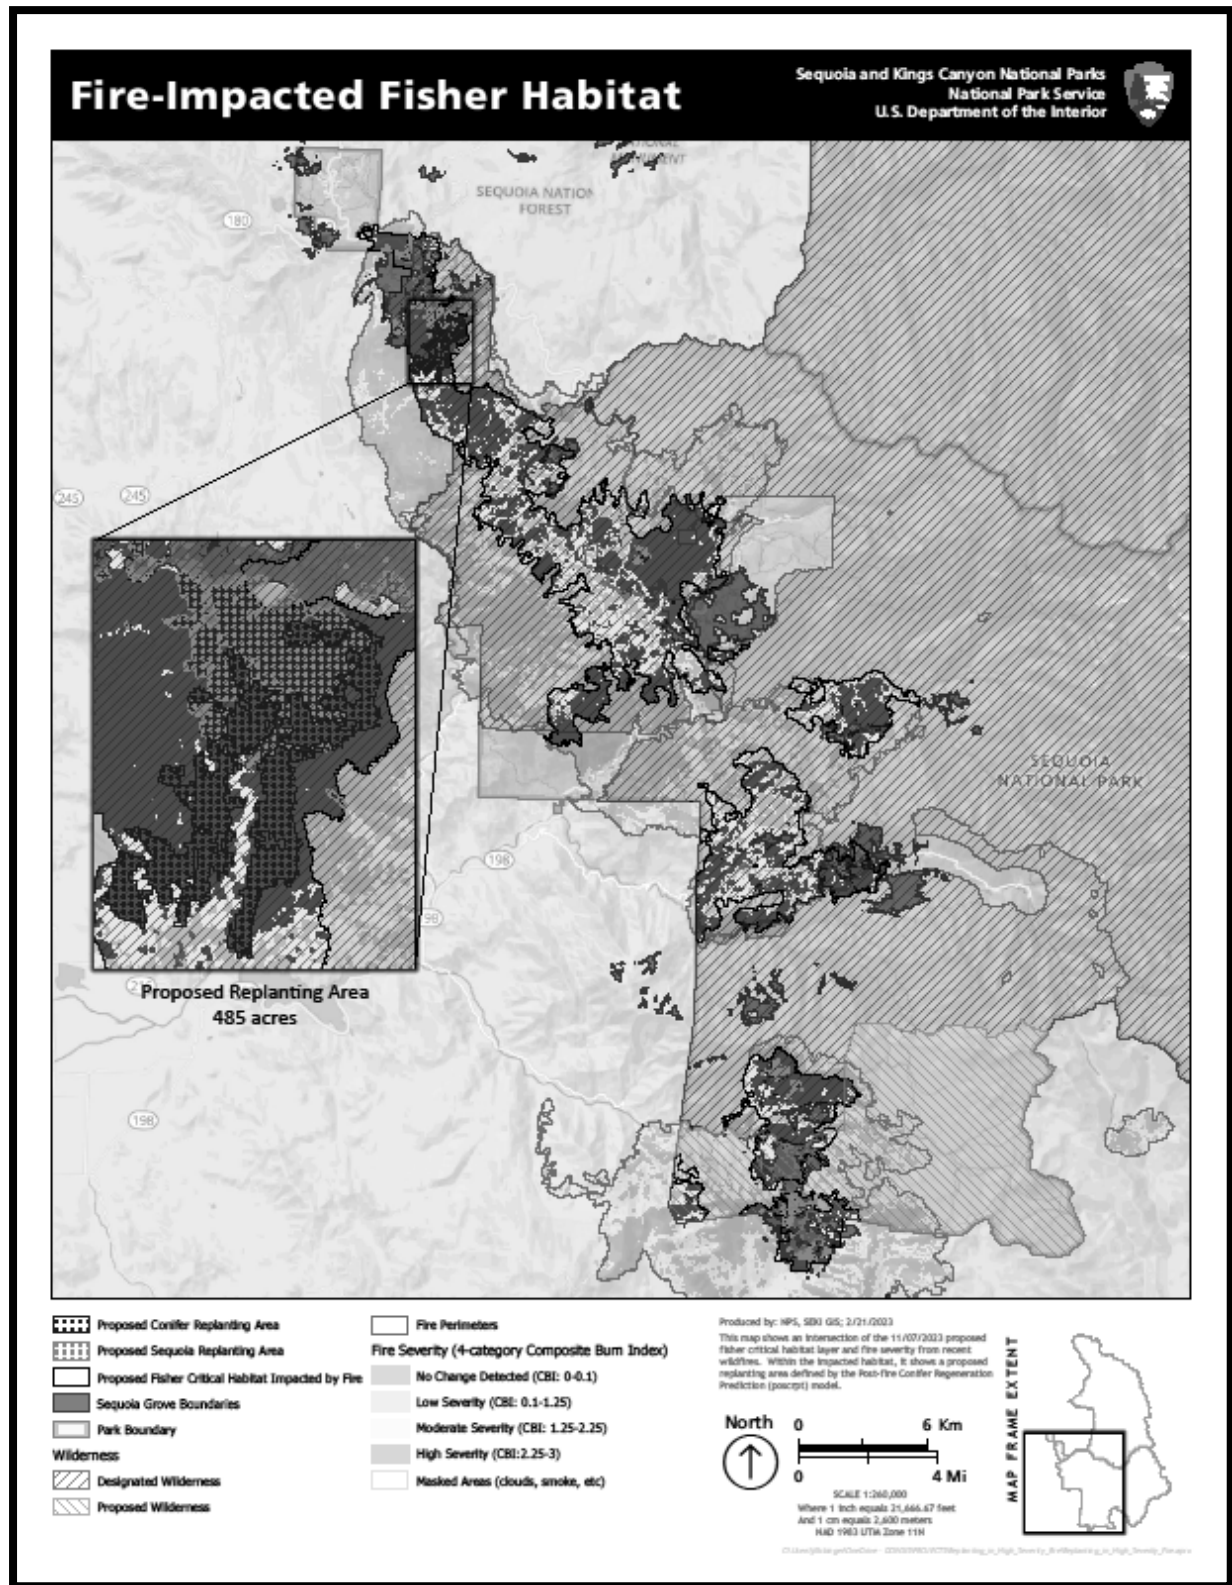 Fire-Impacted Fisher Habitat
Sequoia and Kings Canyon National Parks
National Park Service
U.S. Department of the Interior
SEQUOIA NATION
FOREST
180
245
245
198
198
198
SEQUOIA
NATIONAL PARK
Proposed Replanting Area
485 acres
Proposed Conifer Replanting Area
Proposed Sequoia Replanting Area
Proposed Fisher Critical Habitat Impacted by Fire
Sequoia Grove Boundaries
Park Boundary
Wilderness
Designated Wilderness
Proposed Wilderness
Fire Perimeters
Fire Severity (4-category Composite Burn Index)
No Change Detected (CBI: 0-0.1)
Low Severity (CBI: 0.1-1.25)
Moderate Severity (CBI: 1.25-2.25)
High Severity (CBI:2.25-3)
Masked Areas (clouds, smoke, etc)
Produced by: NPS, SEKI GIS; 2/21/2023
This map shows an intersection of the 11/07/2023 proposed
fisher critical habitat layer and fire severity from recent
wildfires. Within the impacted habitat, it shows a proposed
replanting area defined by the Post-fire Conifer Regeneration
Prediction (poscrpt) model.
North
0 6 Km
0 4 Mi
SCALE 1:260,000
Where 1 inch equals 21,666.67 feet
And 1 cm equals 2,600 meters
NAD 1983 UTM Zone 11N
MAP FRAME EXTENT